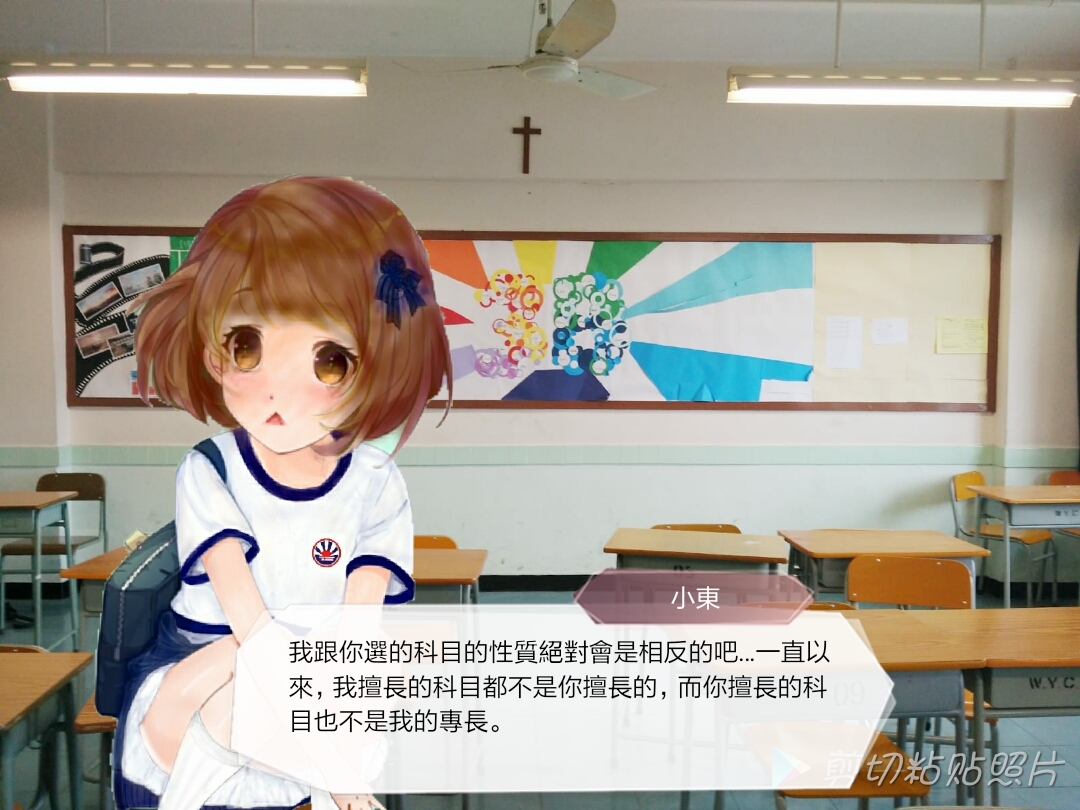 小東
我跟你選的科目的性質絕對會是相反的吧...一直以
來，我擅長的科目都不是你擅長的，而你擅長的科
目也不是我的專長。
09
W.Y.C.
剪切粘贴照片